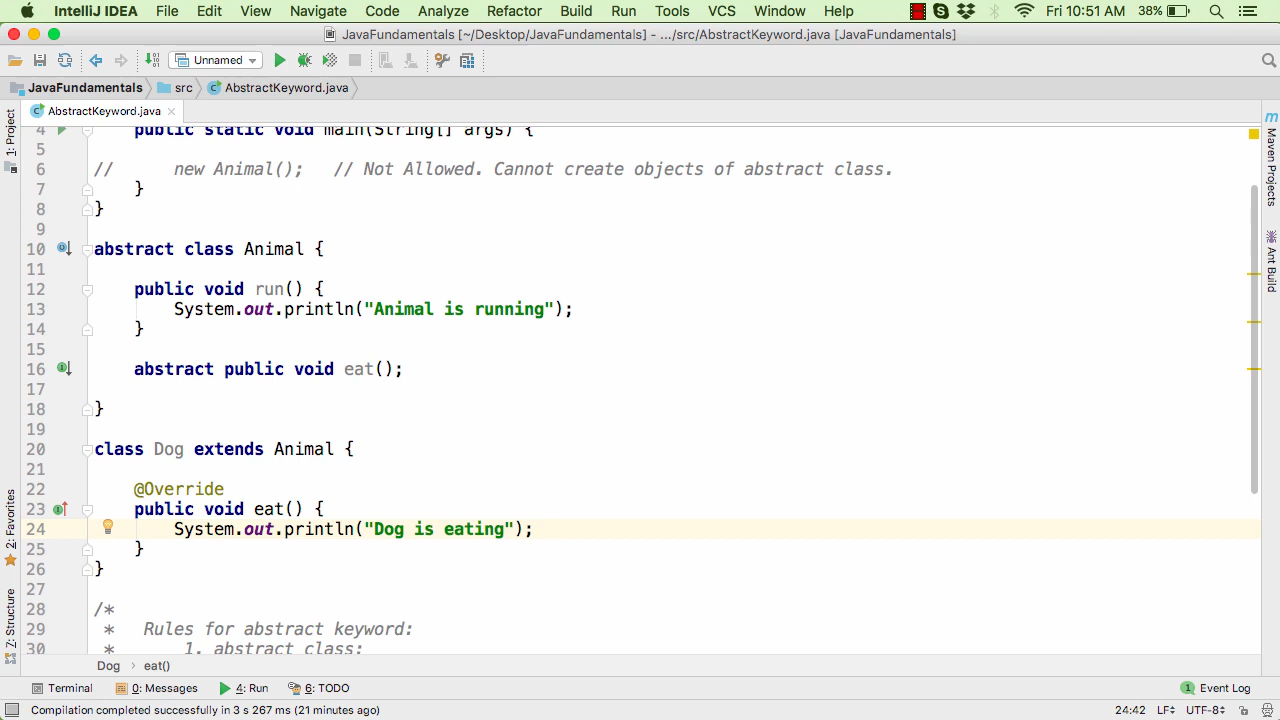 IntelliJ IDEA File Edit View Navigate Code Analyze Refactor Build Run Tools VCS Window Help Fri 10:51 AM 38%
JavaFundamentals [~/Desktop/JavaFundamentals] - .../src/AbstractKeyword.java [JavaFundamentals]
Unnamed
JavaFundamentals src AbstractKeyword.java
AbstractKeyword.java
1: Project
2: Favorites
7: Structure
Maven Projects
Ant Build
4 public static void main(String[] args) {
5
6 // new Animal(); // Not Allowed. Cannot create objects of abstract class.
7 }
8 }
9
10 abstract class Animal {
11
12 public void run() {
13 System.out.println("Animal is running");
14 }
15
16 abstract public void eat();
17
18 }
19
20 class Dog extends Animal {
21
22 @Override
23 public void eat() {
24 System.out.println("Dog is eating");
25 }
26 }
27
28 /*
29 * Rules for abstract keyword:
30 * 1. abstract class:
Dog eat()
Terminal 0: Messages 4: Run 6: TODO 1 Event Log
Compilation completed successfully in 3 s 267 ms (21 minutes ago) 24:42 LF UTF-8